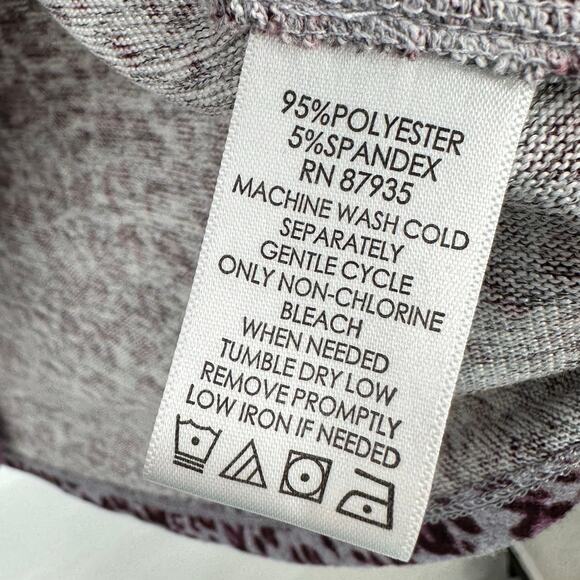 95%POLYESTER
5%SPANDEX
RN 87935
MACHINE WASH COLD
SEPARATELY
GENTLE CYCLE
ONLY NON-CHLORINE
BLEACH
WHEN NEEDED
TUMBLE DRY LOW
REMOVE PROMPTLY
LOW IRON IF NEEDED